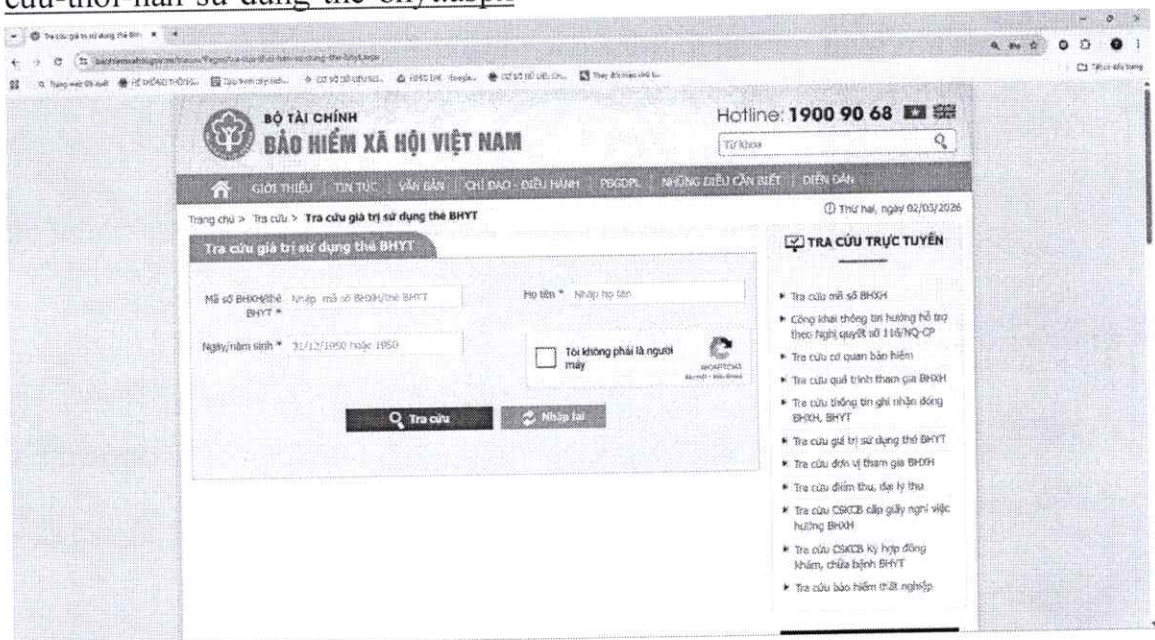 cuu-thoi-han-su-dung-the-bhyt.aspx
BỘ TÀI CHÍNH
BẢO HIỂM XÃ HỘI VIỆT NAM
Hotline: 1900 90 68
Từ khóa
GIỚI THIỆU | TIN TỨC | VĂN BẢN | CHỈ ĐẠO - ĐIỀU HÀNH | PBGDPL | NHỮNG ĐIỀU CẦN BIẾT | DIỄN ĐÀN
Trang chủ > Tra cứu > Tra cứu giá trị sử dụng thẻ BHYT
Thứ hai, ngày 02/03/2026
Tra cứu giá trị sử dụng thẻ BHYT
Mã số BHXH/thẻ BHYT *
Nhập mã số BHXH/thẻ BHYT
Họ tên *
Nhập họ tên
Ngày/năm sinh *
31/12/1950 hoặc 1950
Tôi không phải là người
máy
reCAPTCHA
Tra cứu
Nhập lại
TRA CỨU TRỰC TUYẾN
Tra cứu mã số BHXH
Công khai thông tin hưởng hỗ trợ
theo Nghị quyết số 116/NQ-CP
Tra cứu cơ quan bảo hiểm
Tra cứu quá trình tham gia BHXH
Tra cứu thông tin ghi nhận đóng
BHXH, BHYT
Tra cứu giá trị sử dụng thẻ BHYT
Tra cứu đơn vị tham gia BHXH
Tra cứu điểm thu, đại lý thu
Tra cứu CSKCB cấp giấy nghỉ việc
hưởng BHXH
Tra cứu CSKCB Ký hợp đồng
khám, chữa bệnh BHYT
Tra cứu bảo hiểm thất nghiệp